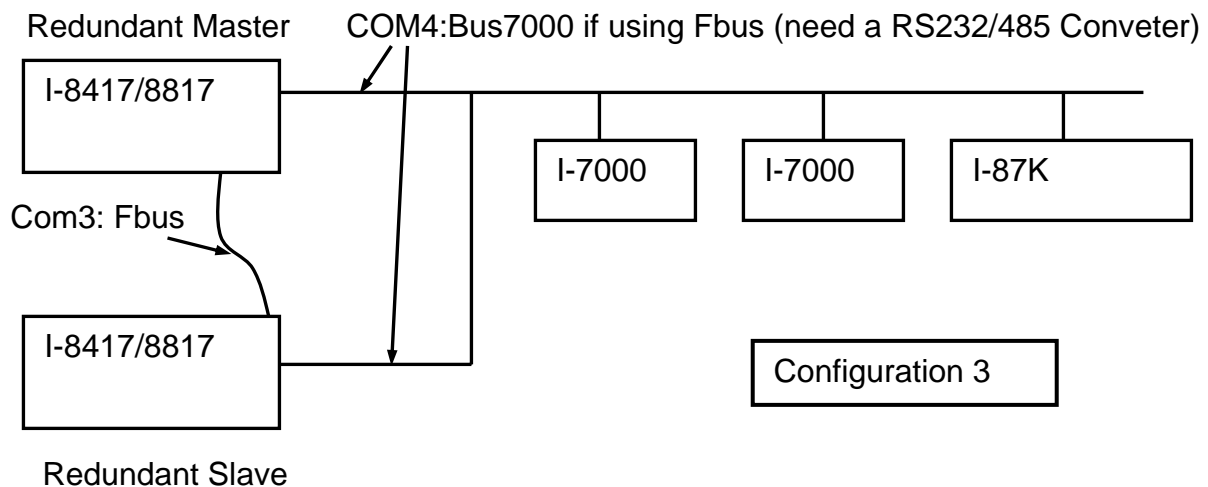 Redundant Master
COM4:Bus7000 if using Fbus (need a RS232/485 Conveter)
I-8417/8817
I-7000
I-7000
I-87K
Com3: Fbus
I-8417/8817
Configuration 3
Redundant Slave